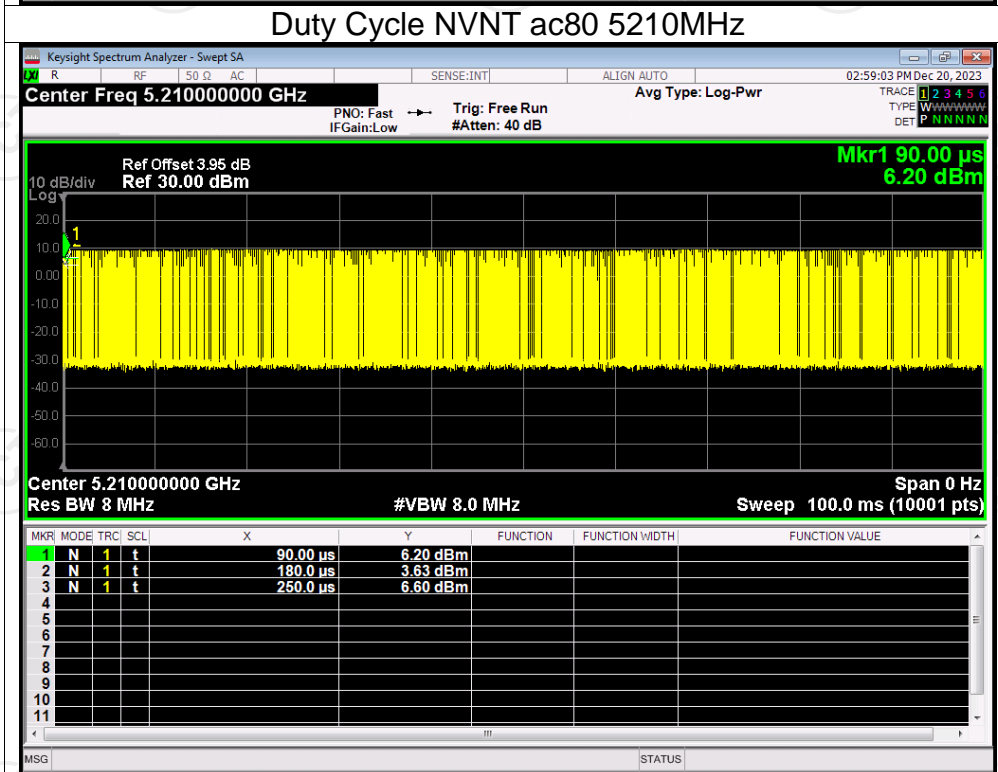 Duty Cycle NVNT ac80 5210MHz
Keysight Spectrum Analyzer - Swept SA
LXI R RF 50 Ω AC SENSE:INT ALIGN AUTO 02:59:03 PM Dec 20, 2023
Center Freq 5.210000000 GHz
PNO: Fast
IFGain:Low
Trig: Free Run
#Atten: 40 dB
Avg Type: Log-Pwr
TRACE 1 2 3 4 5 6
TYPE W
DET P N N N N N
Mkr1 90.00 µs
6.20 dBm
Ref Offset 3.95 dB
10 dB/div Ref 30.00 dBm
Log
20.0
1
10.0
0.00
-10.0
-20.0
-30.0
-40.0
-50.0
-60.0
Center 5.210000000 GHz Span 0 Hz
Res BW 8 MHz #VBW 8.0 MHz Sweep 100.0 ms (10001 pts)
MKR MODE TRC SCL X Y FUNCTION FUNCTION WIDTH FUNCTION VALUE
1 N 1 t 90.00 µs 6.20 dBm
2 N 1 t 180.0 µs 3.63 dBm
3 N 1 t 250.0 µs 6.60 dBm
4
5
6
7
8
9
10
11
MSG STATUS